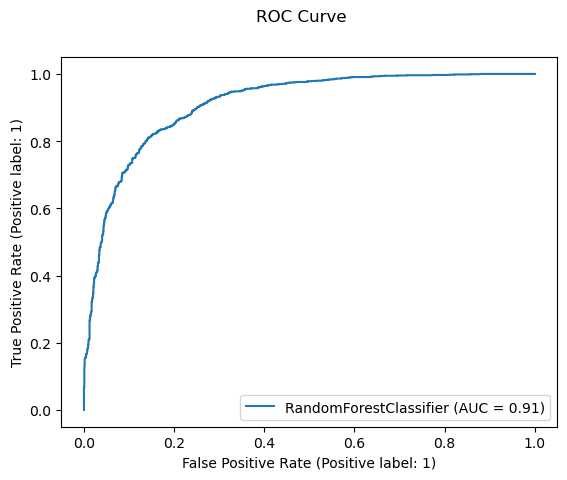 ROC Curve
True Positive Rate (Positive label: 1)
1.0
0.8
0.6
0.4
0.2
0.0
RandomForestClassifier (AUC = 0.91)
0.0 0.2 0.4 0.6 0.8 1.0
False Positive Rate (Positive label: 1)